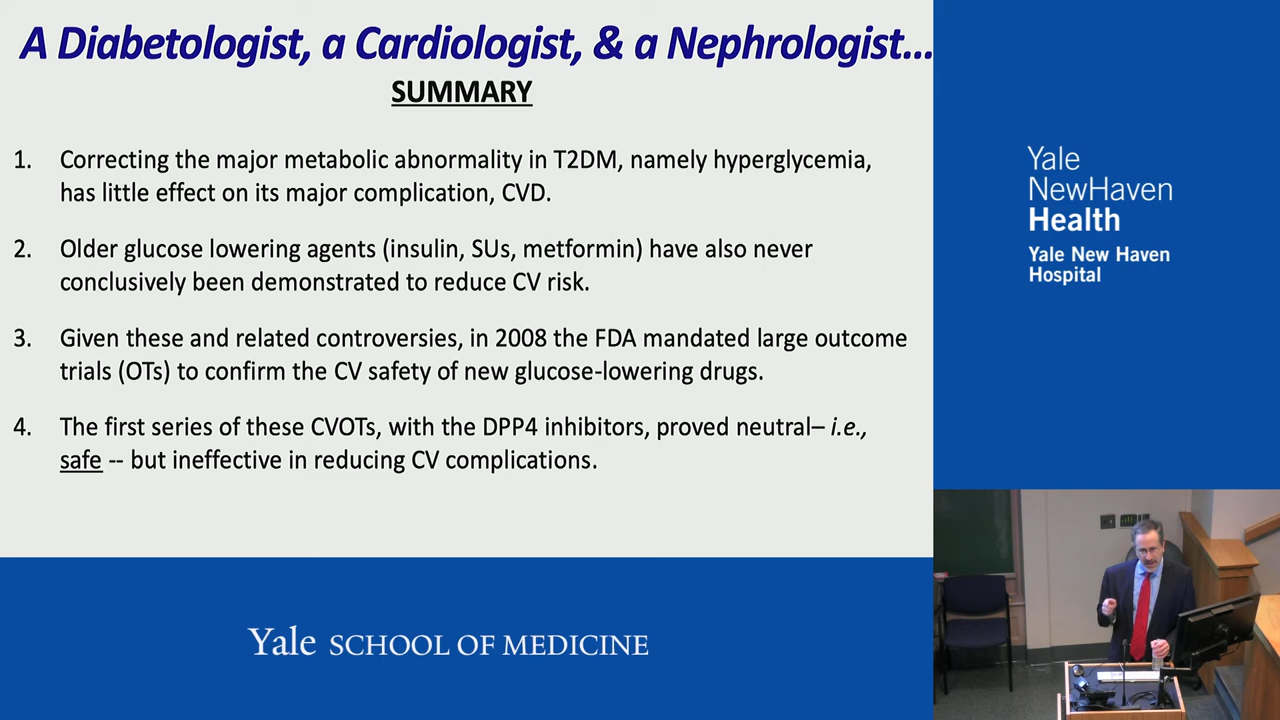 A Diabetologist, a Cardiologist, & a Nephrologist...
SUMMARY
1. Correcting the major metabolic abnormality in T2DM, namely hyperglycemia,
has little effect on its major complication, CVD.
2. Older glucose lowering agents (insulin, SUs, metformin) have also never
conclusively been demonstrated to reduce CV risk.
3. Given these and related controversies, in 2008 the FDA mandated large outcome
trials (OTs) to confirm the CV safety of new glucose-lowering drugs.
4. The first series of these CVOTs, with the DPP4 inhibitors, proved neutral– i.e.,
safe -- but ineffective in reducing CV complications.
Yale
NewHaven
Health
Yale New Haven
Hospital
Yale SCHOOL OF MEDICINE